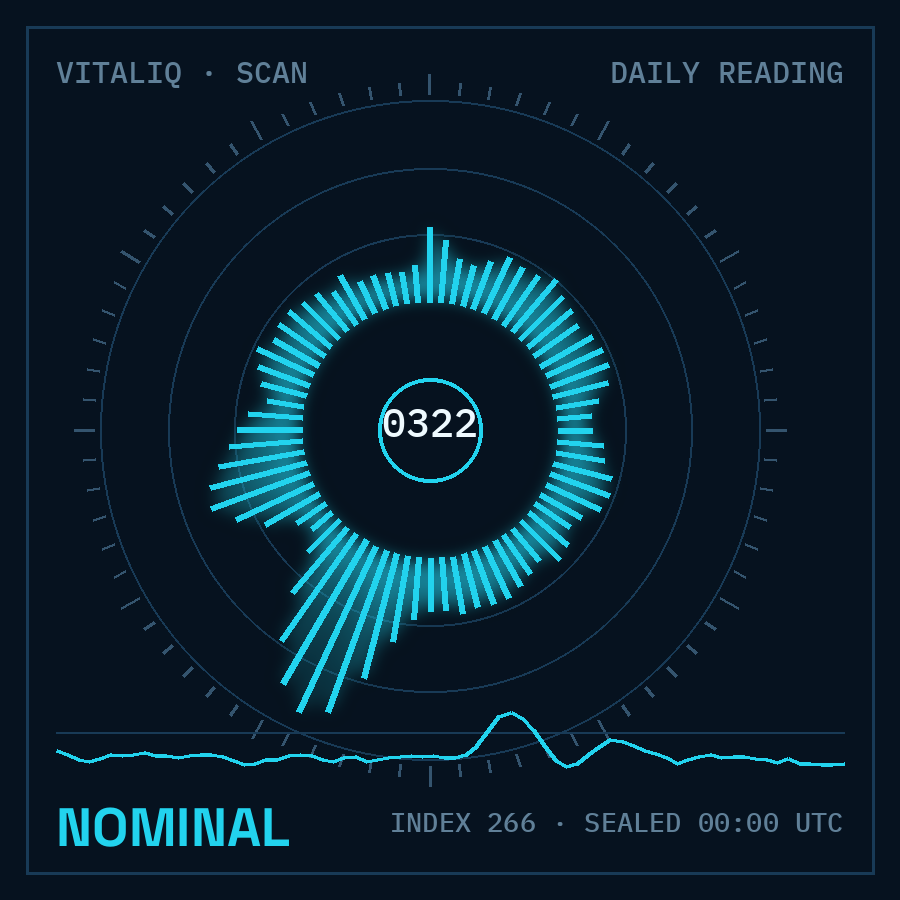 VITALIQ · SCAN
DAILY READING
0322
NOMINAL
INDEX 266 · SEALED 00:00 UTC